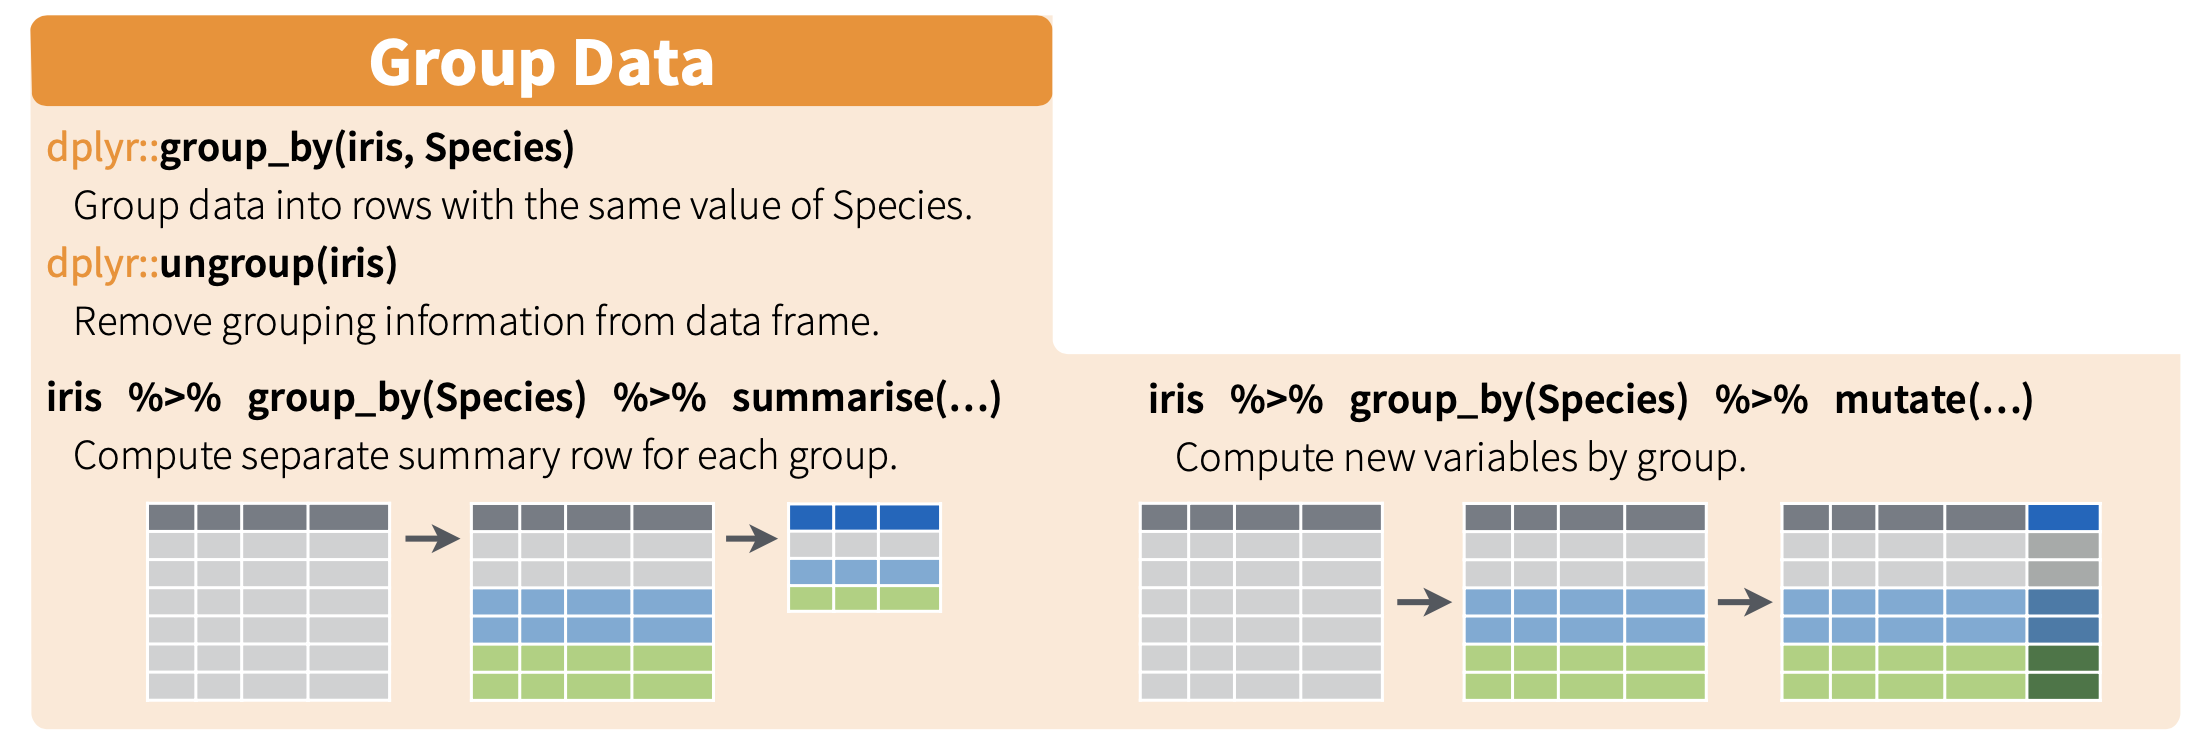 Group Data
dplyr::group_by(iris, Species)
Group data into rows with the same value of Species.
dplyr::ungroup(iris)
Remove grouping information from data frame.
iris %>% group_by(Species) %>% summarise(…)
Compute separate summary row for each group.
iris %>% group_by(Species) %>% mutate(…)
Compute new variables by group.